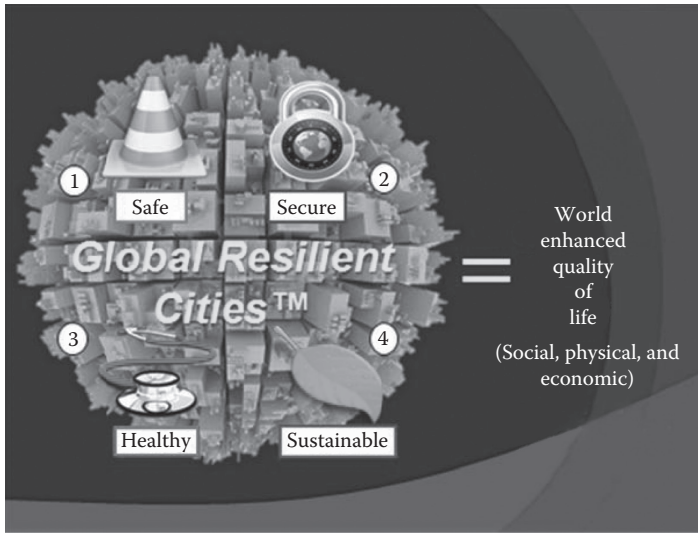 1
Safe
2
Secure
Global Resilient
Cities™
3
Healthy
4
Sustainable
=
World
enhanced
quality
of
life
(Social, physical, and
economic)